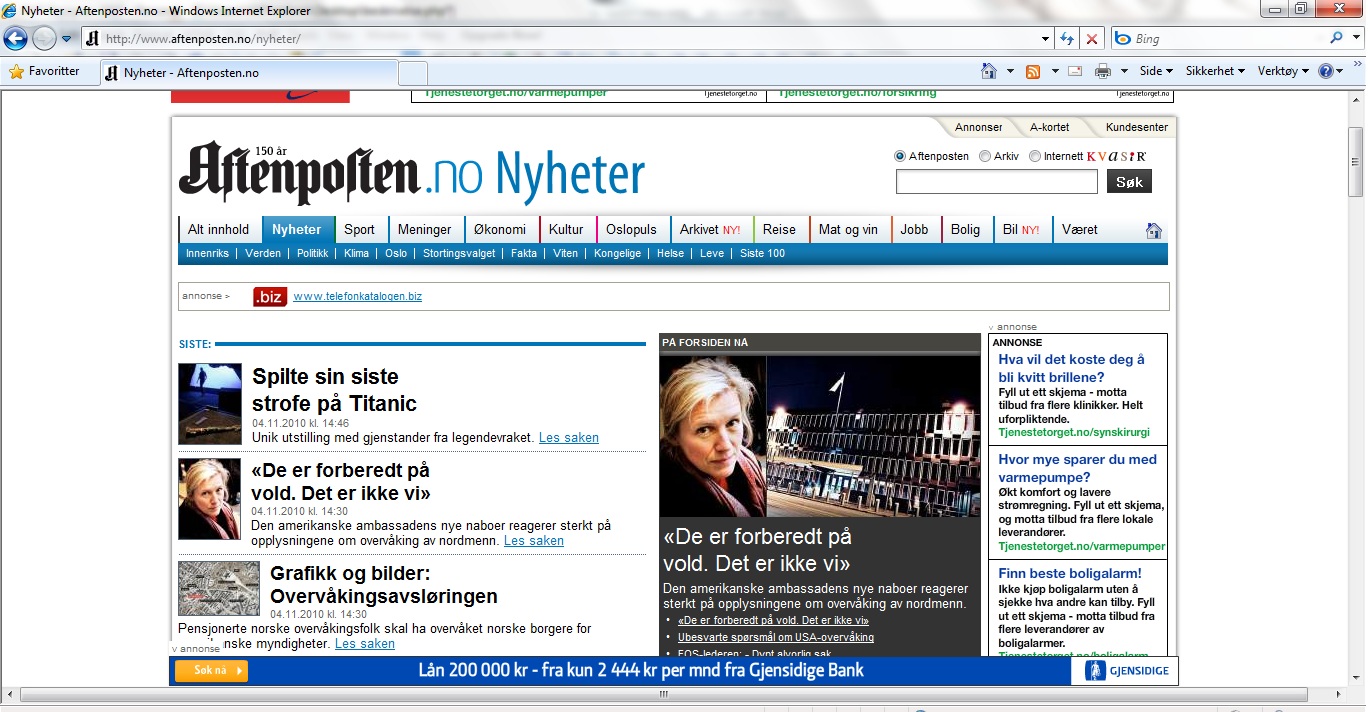 Nyheter - Aftenposten.no - Windows Internet Explorer
http://www.aftenposten.no/nyheter/
Bing
Favoritter
Nyheter - Aftenposten.no
Side
Sikkerhet
Verktøy
Tjenestetorget.no/varmepumper
Tjenestetorget.no
Tjenestetorget.no/forsikring
Tjenestetorget.no
Annonser
A-kortet
Kundesenter
150 år
Aftenposten.no Nyheter
Aftenposten Arkiv Internett KVASIR
Søk
Alt innhold Nyheter Sport Meninger Økonomi Kultur Oslopuls Arkivet NY! Reise Mat og vin Jobb Bolig Bil NY! Været
Innenriks | Verden | Politikk | Klima | Oslo | Stortingsvalget | Fakta | Viten | Kongelige | Helse | Leve | Siste 100
annonse >
.biz www.telefonkatalogen.biz
SISTE:
Spilte sin siste
strofe på Titanic
04.11.2010 kl. 14:46
Unik utstilling med gjenstander fra legendevraket. Les saken
«De er forberedt på
vold. Det er ikke vi»
04.11.2010 kl. 14:30
Den amerikanske ambassadens nye naboer reagerer sterkt på
opplysningene om overvåking av nordmenn. Les saken
Grafikk og bilder:
Overvåkingsavsløringen
04.11.2010 kl. 14:30
Pensjonerte norske overvåkingsfolk skal ha overvåket norske borgere for
anske myndigheter. Les saken
PÅ FORSIDEN NÅ
«De er forberedt på
vold. Det er ikke vi»
Den amerikanske ambassadens nye naboer reagerer
sterkt på opplysningene om overvåking av nordmenn.
• «De er forberedt på vold. Det er ikke vi»
• Ubesvarte spørsmål om USA-overvåking
• FOS-lederen: - Dypt alvorlig sak
v annonse
ANNONSE
Hva vil det koste deg å
bli kvitt brillene?
Fyll ut ett skjema - motta
tilbud fra flere klinikker. Helt
uforpliktende.
Tjenestetorget.no/synskirurgi
Hvor mye sparer du med
varmepumpe?
Økt komfort og lavere
strømregning. Fyll ut ett skjema,
og motta tilbud fra flere lokale
leverandører.
Tjenestetorget.no/varmepumper
Finn beste boligalarm!
Ikke kjøp boligalarm uten å
sjekke hva andre kan tilby. Fyll
ut ett skjema - motta tilbud fra
flere leverandører av
boligalarmer.
Tjenestetorget.no/boligalarm
v annonse
Søk nå
Lån 200 000 kr - fra kun 2 444 kr per mnd fra Gjensidige Bank
GJENSIDIGE